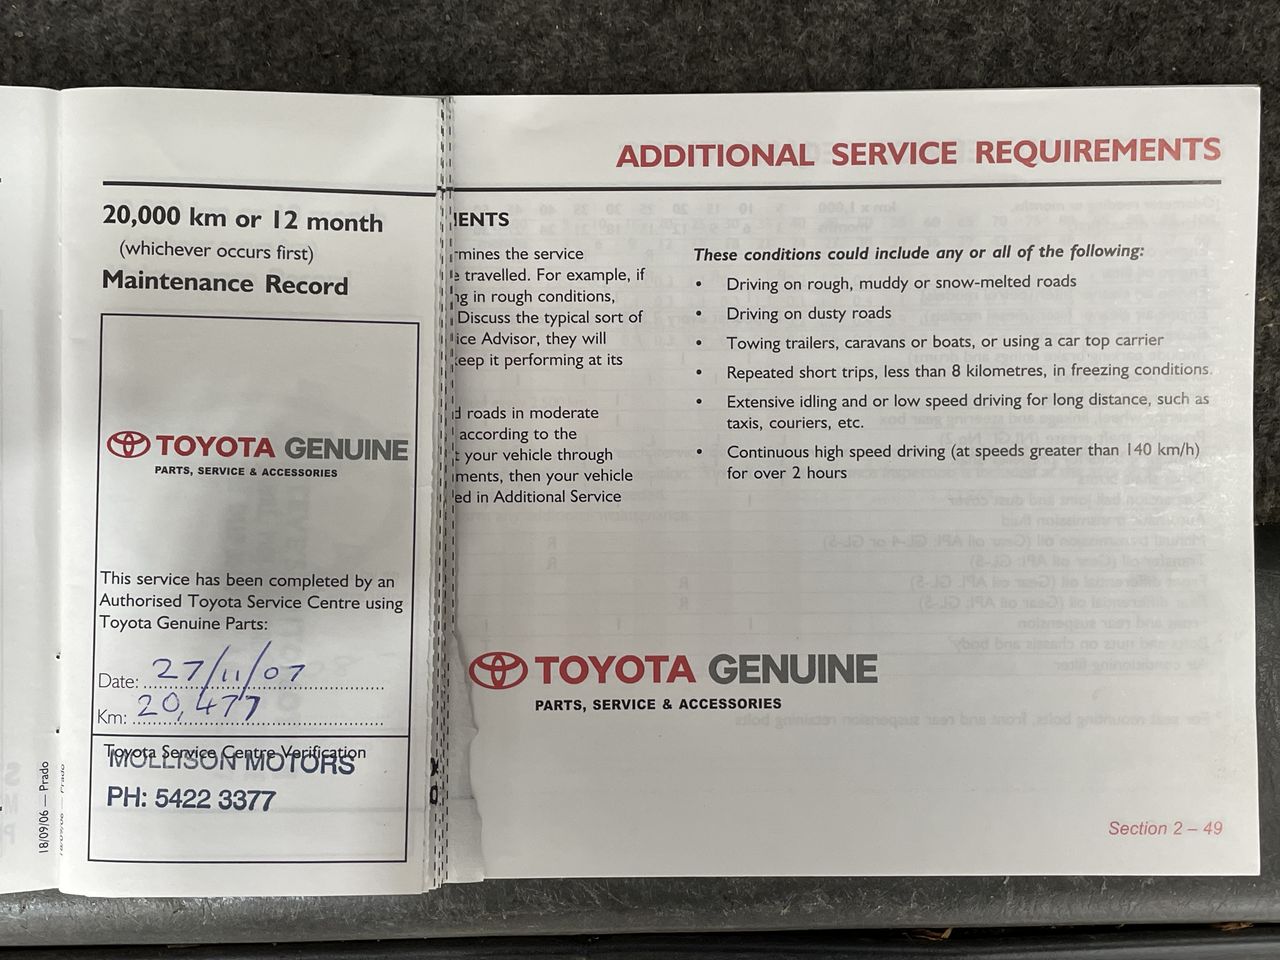 20,000 km or 12 month
(whichever occurs first)
Maintenance Record
TOYOTA GENUINE
PARTS, SERVICE & ACCESSORIES
This service has been completed by an
Authorised Toyota Service Centre using
Toyota Genuine Parts:
Date: 27/11/07
Km: 20,477
Toyota Service Centre Verification
MOLLISON MOTORS
PH: 5422 3377
18/09/06 — Prado
ADDITIONAL SERVICE REQUIREMENTS
ENTS
mines the service
travelled. For example, if
in rough conditions,
Discuss the typical sort of
ice Advisor, they will
eep it performing at its
roads in moderate
according to the
your vehicle through
ments, then your vehicle
ed in Additional Service
These conditions could include any or all of the following:
• Driving on rough, muddy or snow-melted roads
• Driving on dusty roads
• Towing trailers, caravans or boats, or using a car top carrier
• Repeated short trips, less than 8 kilometres, in freezing conditions.
• Extensive idling and or low speed driving for long distance, such as
taxis, couriers, etc.
• Continuous high speed driving (at speeds greater than 140 km/h)
for over 2 hours
TOYOTA GENUINE
PARTS, SERVICE & ACCESSORIES
Section 2 – 49